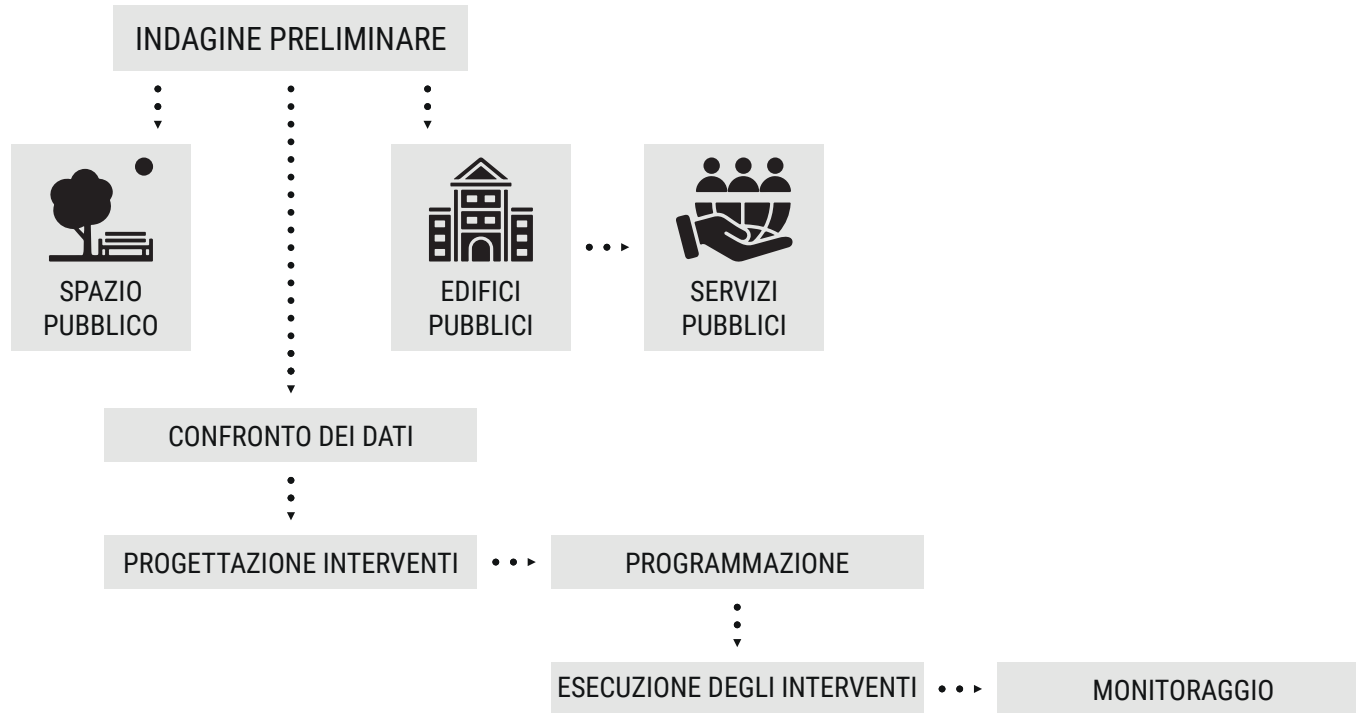 INDAGINE PRELIMINARE
SPAZIO
PUBBLICO
EDIFICI
PUBBLICI
SERVIZI
PUBBLICI
CONFRONTO DEI DATI
PROGETTAZIONE INTERVENTI
PROGRAMMAZIONE
ESECUZIONE DEGLI INTERVENTI
MONITORAGGIO